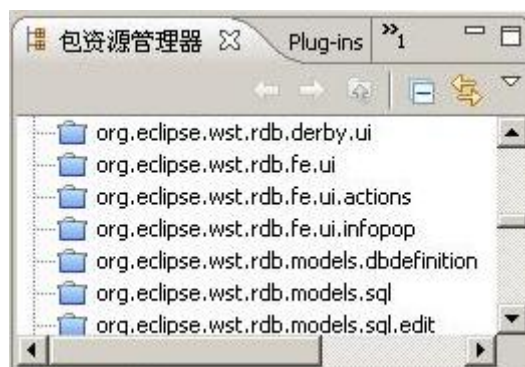 包资源管理器 Plug-ins »1
org.eclipse.wst.rdb.derby.ui
org.eclipse.wst.rdb.fe.ui
org.eclipse.wst.rdb.fe.ui.actions
org.eclipse.wst.rdb.fe.ui.infopop
org.eclipse.wst.rdb.models.dbdefinition
org.eclipse.wst.rdb.models.sql
org.eclipse.wst.rdb.models.sql.edit